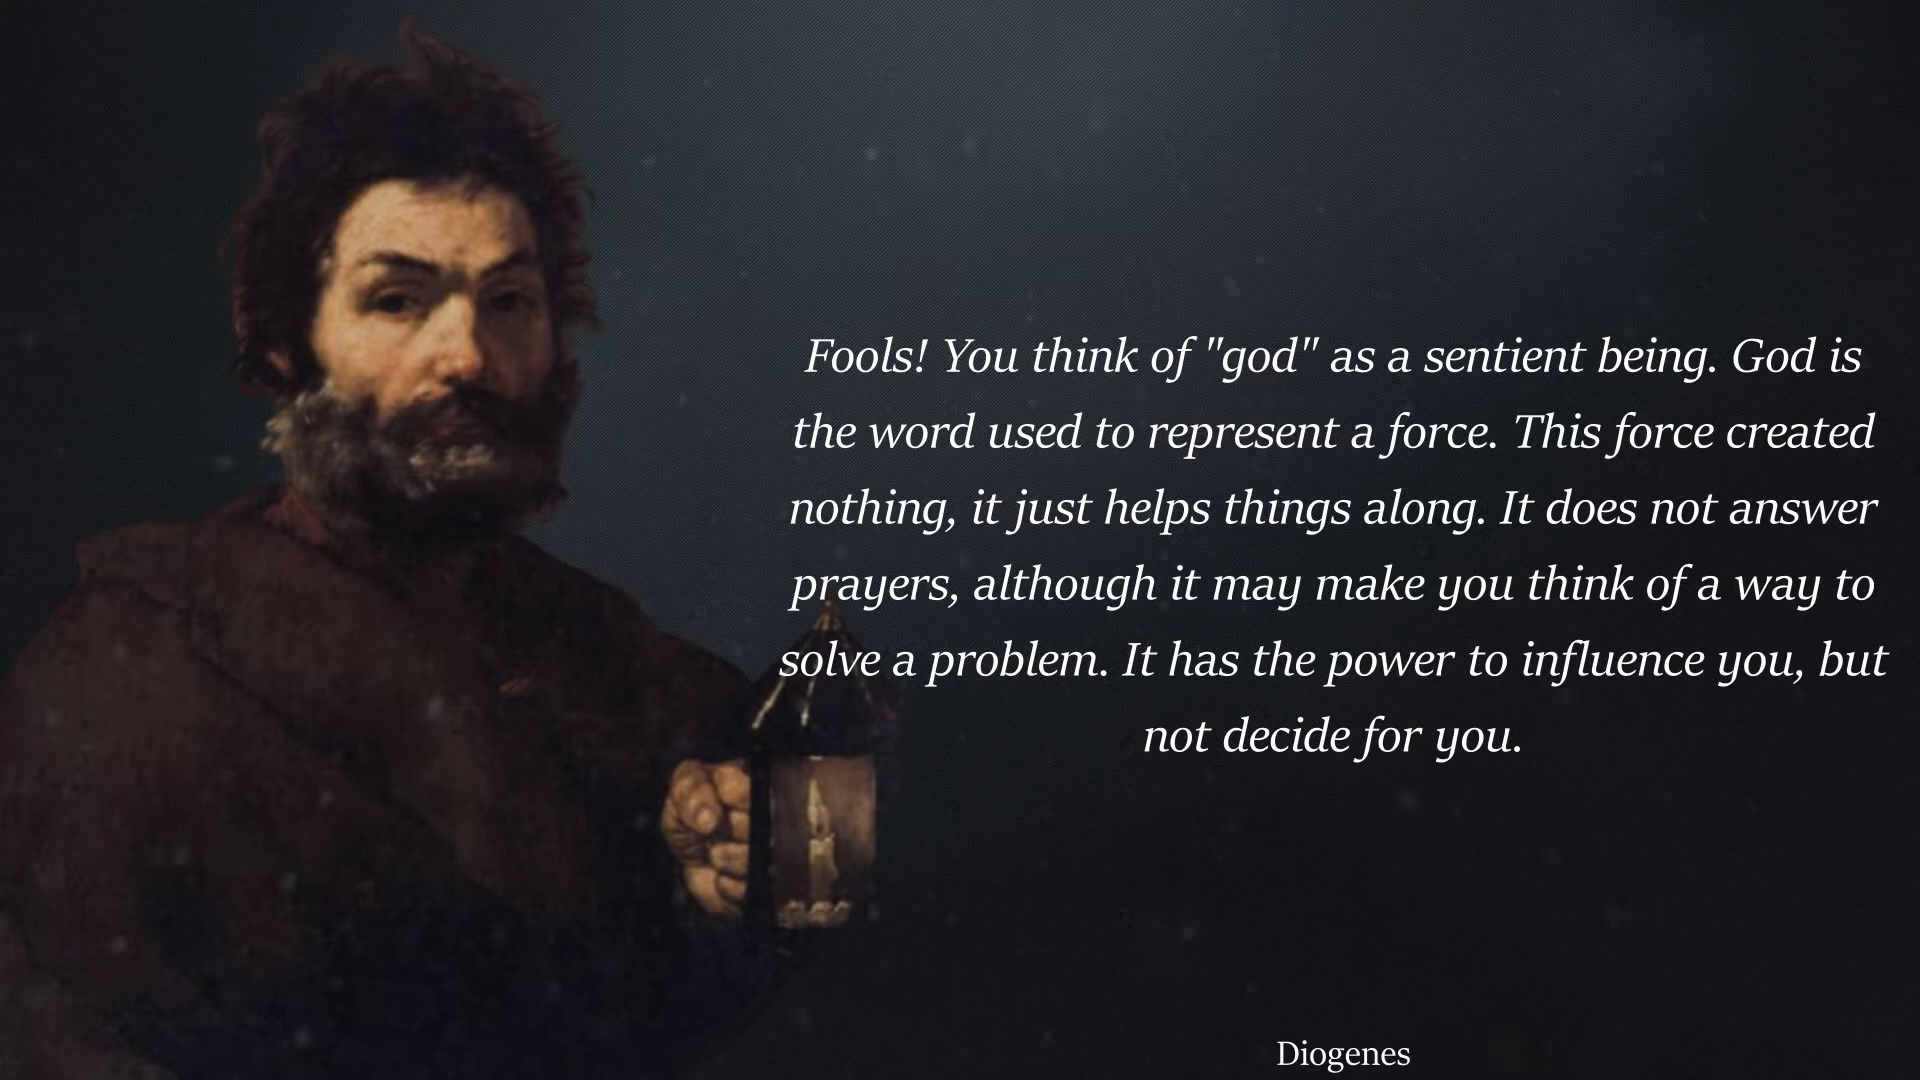 Fools! You think of "god" as a sentient being. God is
the word used to represent a force. This force created
nothing, it just helps things along. It does not answer
prayers, although it may make you think of a way to
solve a problem. It has the power to influence you, but
not decide for you.
Diogenes